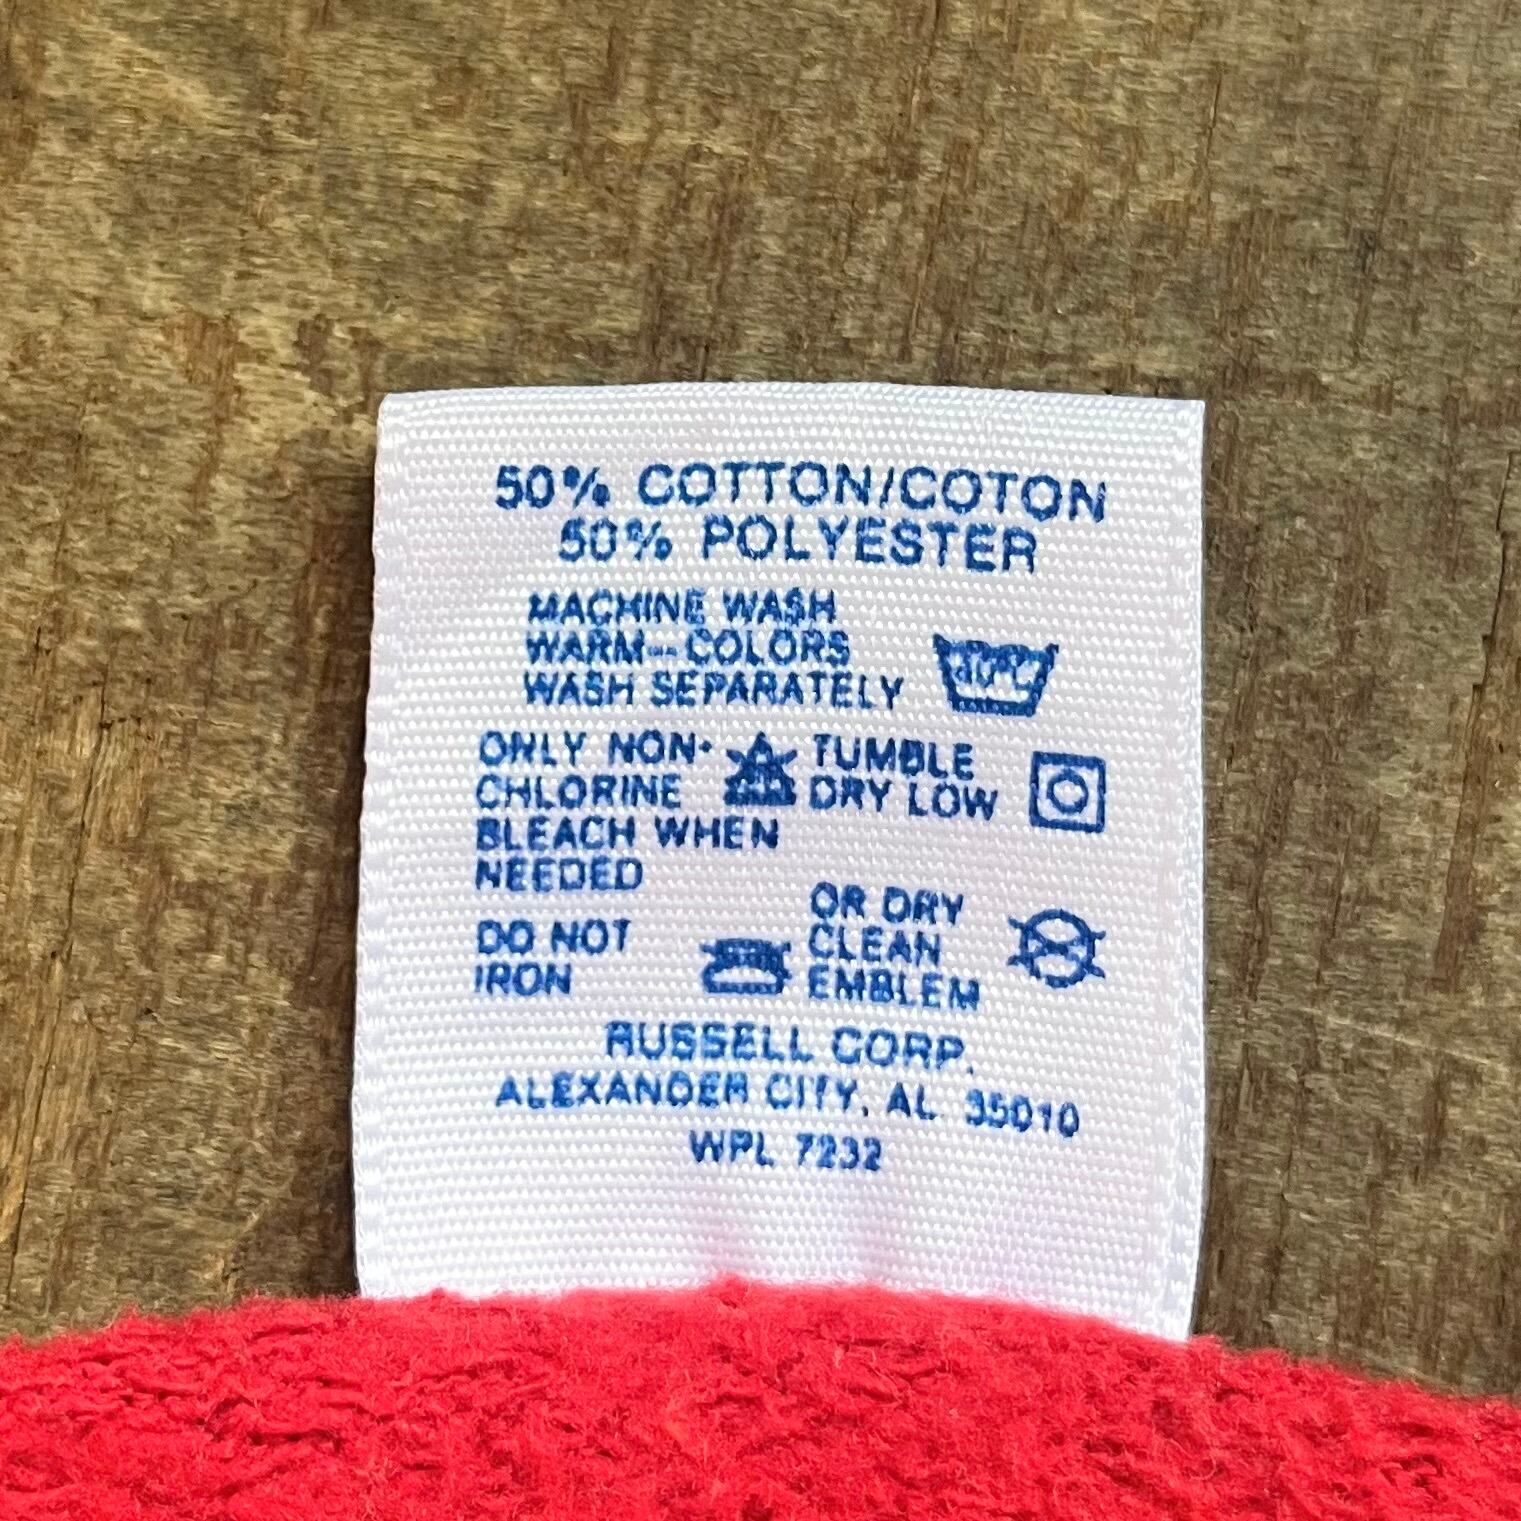 50% COTTON/COTON
50% POLYESTER
MACHINE WASH
WARM-COLORS
WASH SEPARATELY
ONLY NON-
CHLORINE
BLEACH WHEN
NEEDED
TUMBLE
DRY LOW
DO NOT
IRON
OR DRY
CLEAN
EMBLEM
RUSSELL CORP.
ALEXANDER CITY, AL 35010
WPL 7232